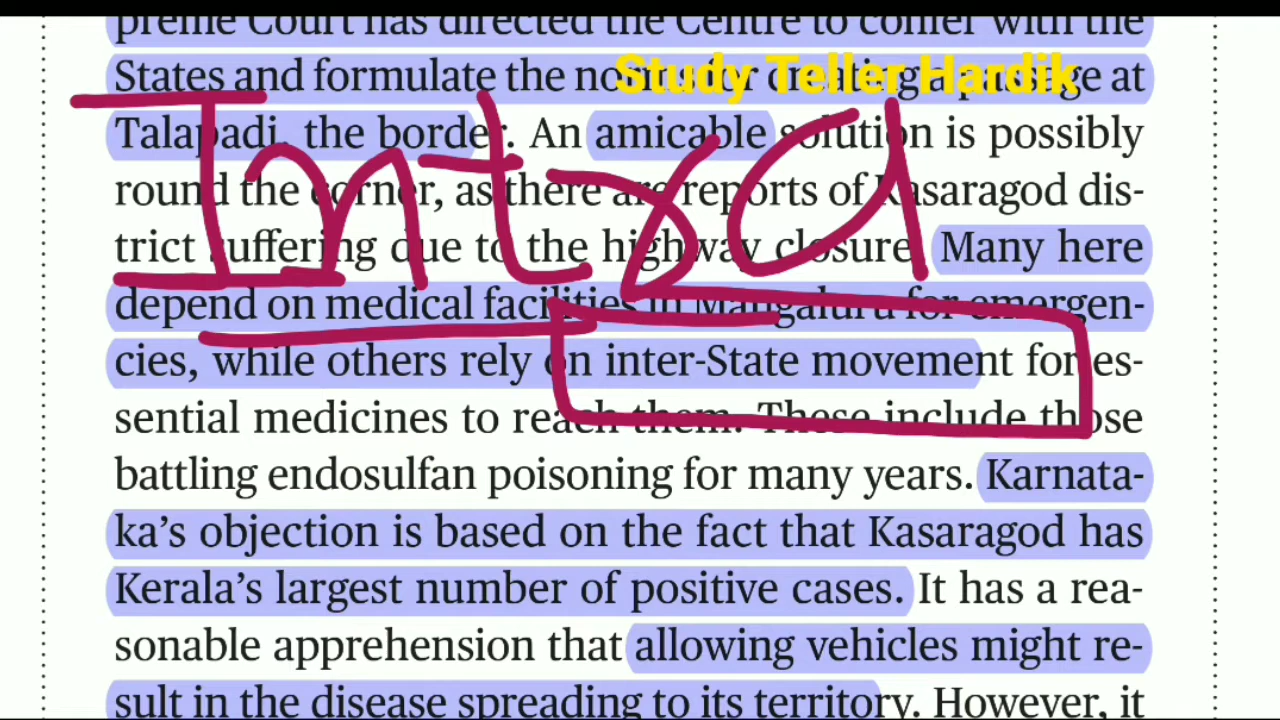 preme Court has directed the Centre to confer with the
States and formulate the norms for creating a passage at
Study Teller Hardik
Talapadi, the border. An amicable solution is possibly
round the corner, as there are reports of Kasaragod dis-
trict suffering due to the highway closure. Many here
depend on medical facilities in Mangaluru for emergen-
cies, while others rely on inter-State movement for es-
sential medicines to reach them. These include those
battling endosulfan poisoning for many years. Karnata-
ka’s objection is based on the fact that Kasaragod has
Kerala’s largest number of positive cases. It has a rea-
sonable apprehension that allowing vehicles might re-
sult in the disease spreading to its territory. However, it